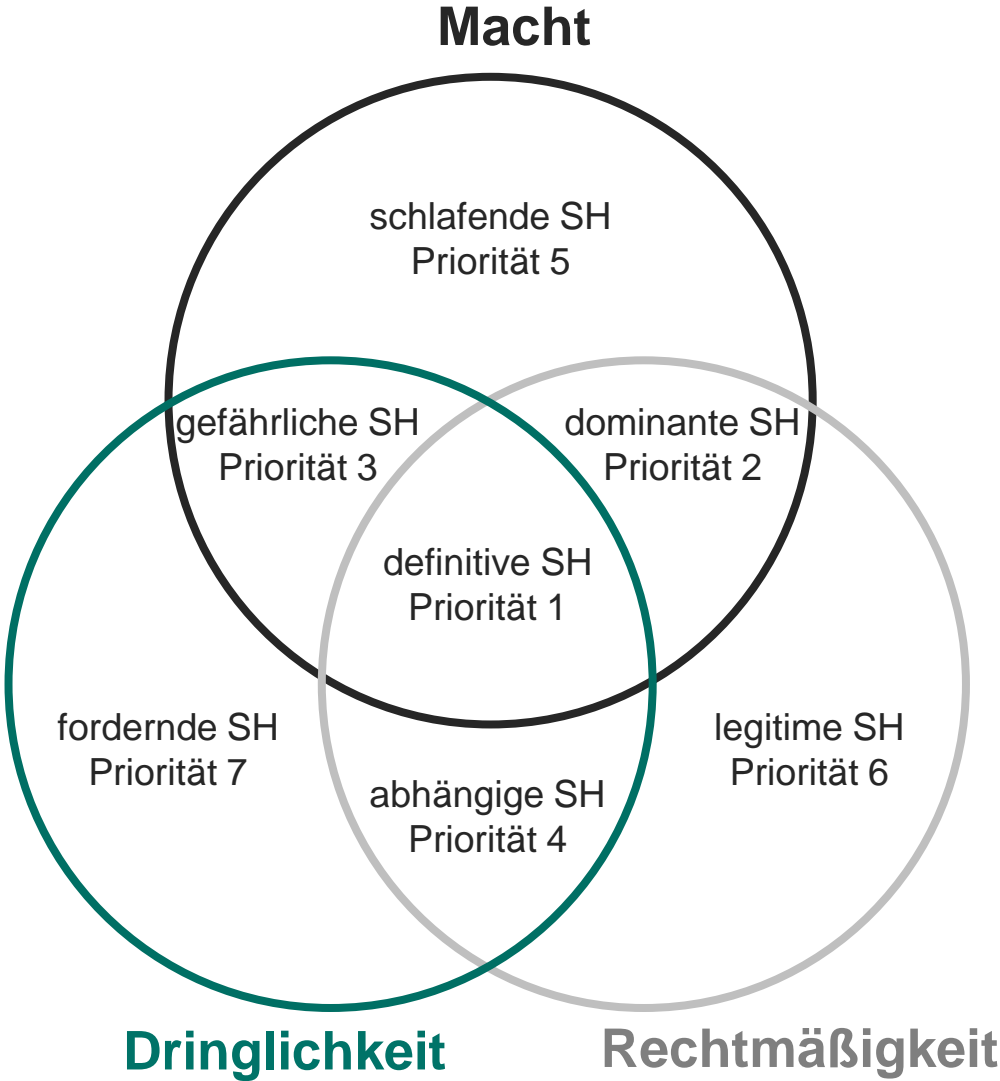 Macht
schlafende SH
Priorität 5
gefährliche SH
Priorität 3
dominante SH
Priorität 2
definitive SH
Priorität 1
fordernde SH
Priorität 7
legitime SH
Priorität 6
abhängige SH
Priorität 4
Dringlichkeit
Rechtmäßigkeit